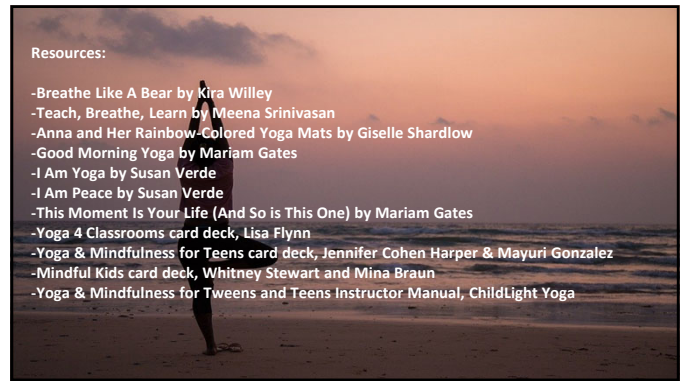 Resources:
-Breathe Like A Bear by Kira Willey
-Teach, Breathe, Learn by Meena Srinivasan
-Anna and Her Rainbow-Colored Yoga Mats by Giselle Shardlow
-Good Morning Yoga by Mariam Gates
-I Am Yoga by Susan Verde
-I Am Peace by Susan Verde
-This Moment Is Your Life (And So is This One) by Mariam Gates
-Yoga 4 Classrooms card deck, Lisa Flynn
-Yoga & Mindfulness for Teens card deck, Jennifer Cohen Harper & Mayuri Gonzalez
-Mindful Kids card deck, Whitney Stewart and Mina Braun
-Yoga & Mindfulness for Tweens and Teens Instructor Manual, ChildLight Yoga